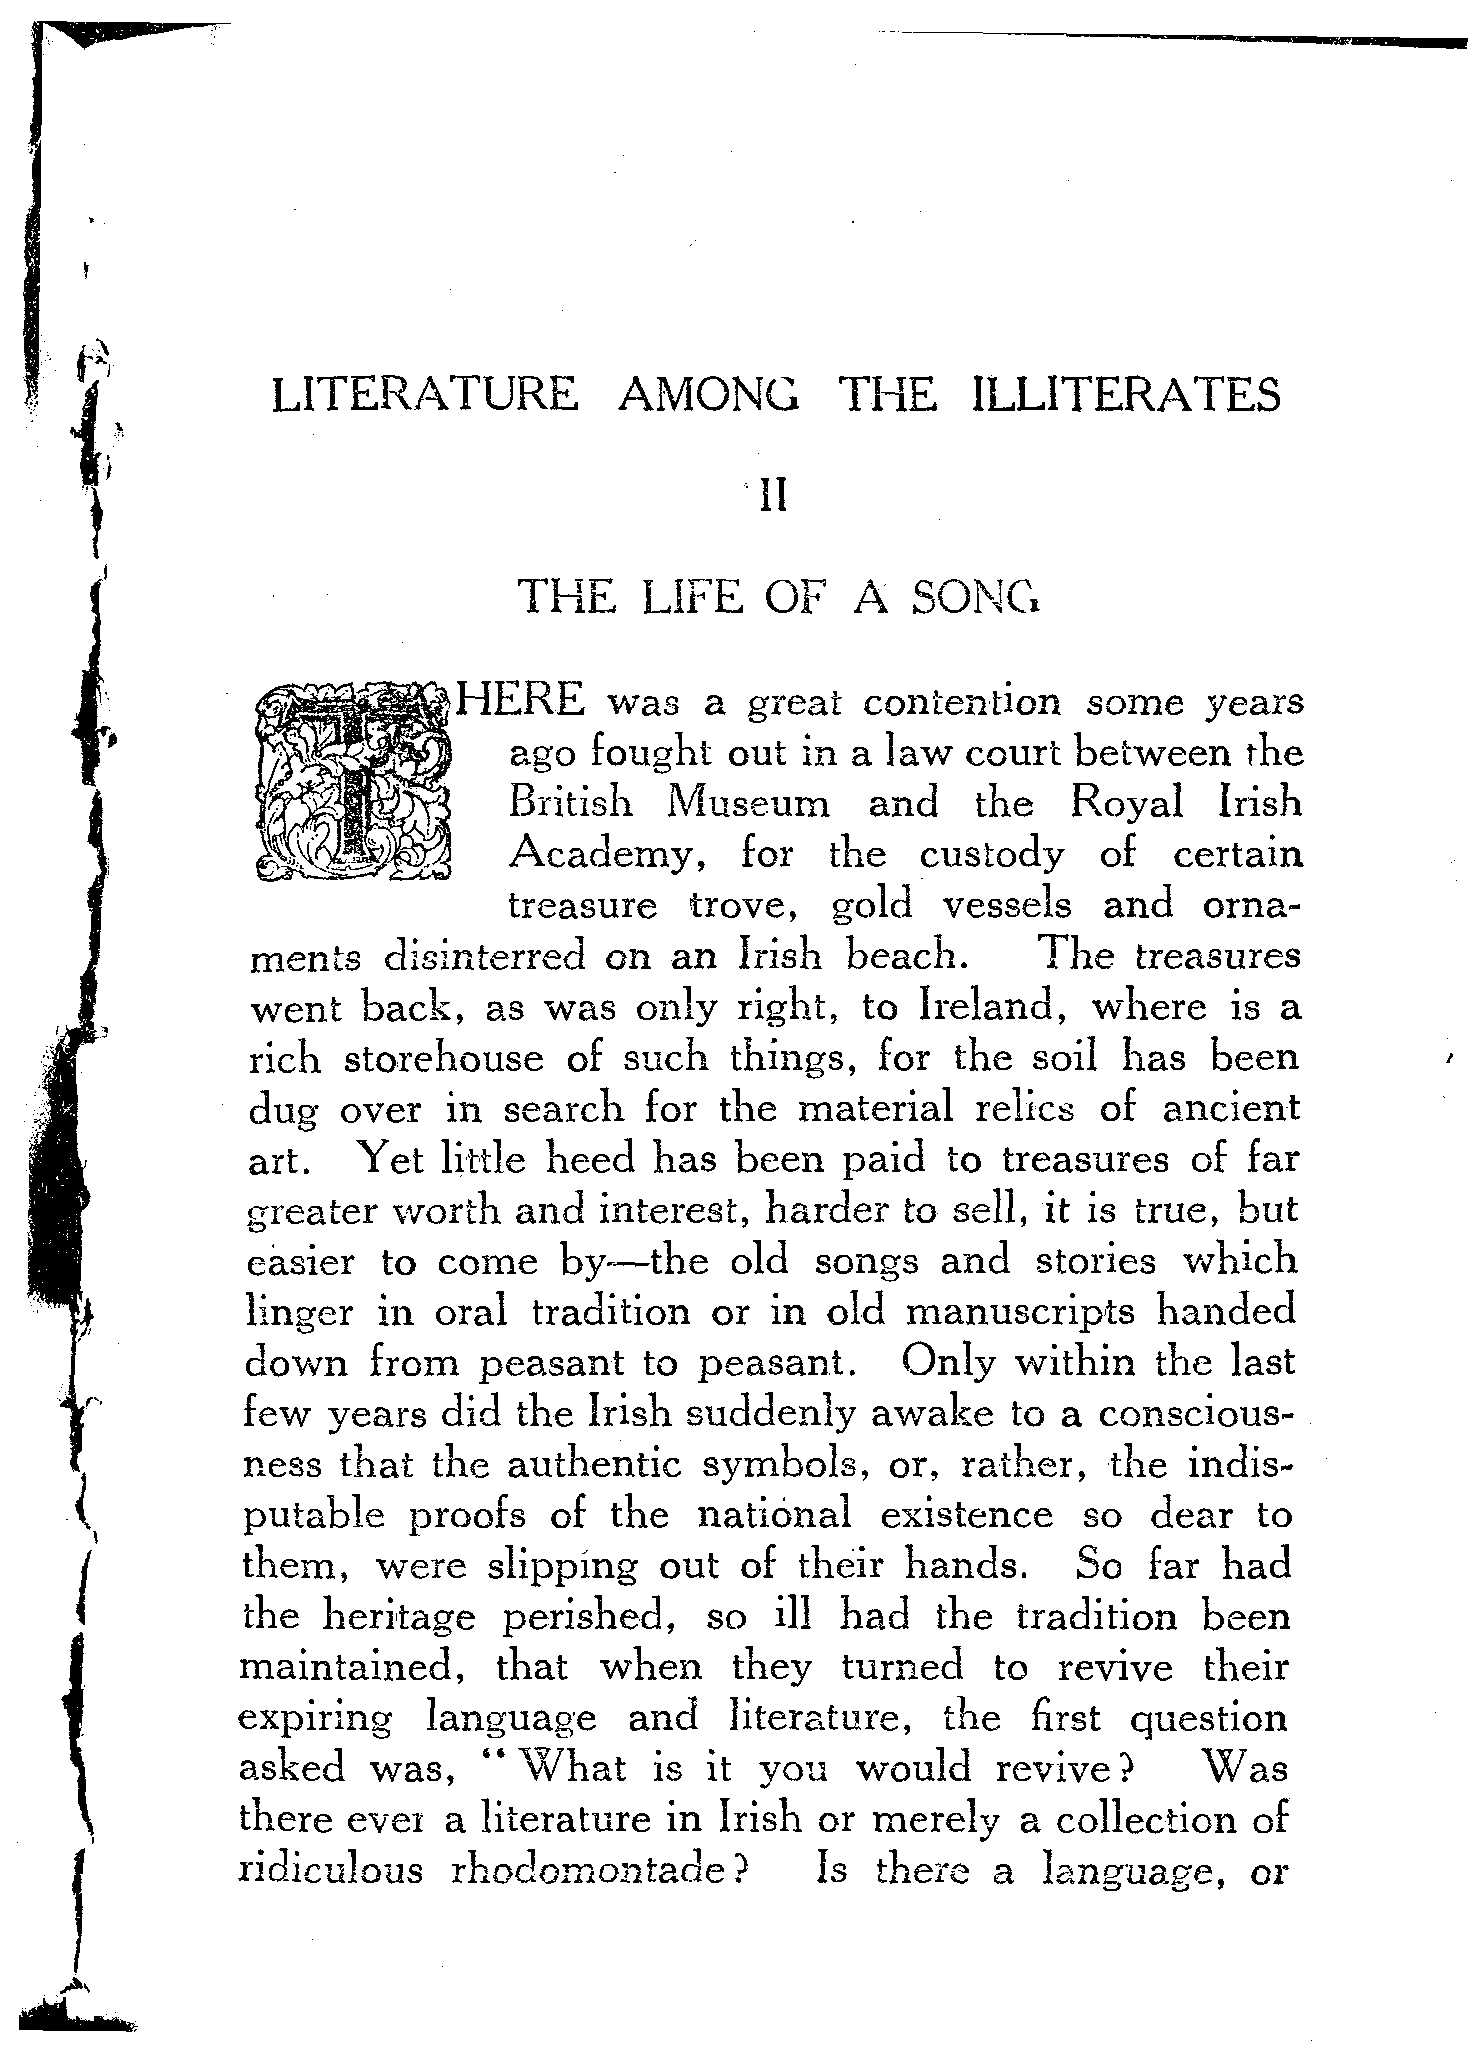 LITERATURE AMONG THE ILLITERATES
II
THE LIFE OF A SONG
THERE was a great contention some years
ago fought out in a law court between the
British Museum and the Royal Irish
Academy, for the custody of certain
treasure trove, gold vessels and orna-
ments disinterred on an Irish beach. The treasures
went back, as was only right, to Ireland, where is a
rich storehouse of such things, for the soil has been
dug over in search for the material relics of ancient
art. Yet little heed has been paid to treasures of far
greater worth and interest, harder to sell, it is true, but
easier to come by—the old songs and stories which
linger in oral tradition or in old manuscripts handed
down from peasant to peasant. Only within the last
few years did the Irish suddenly awake to a conscious-
ness that the authentic symbols, or, rather, the indis-
putable proofs of the national existence so dear to
them, were slipping out of their hands. So far had
the heritage perished, so ill had the tradition been
maintained, that when they turned to revive their
expiring language and literature, the first question
asked was, “What is it you would revive? Was
there ever a literature in Irish or merely a collection of
ridiculous rhodomontade? Is there a language, or